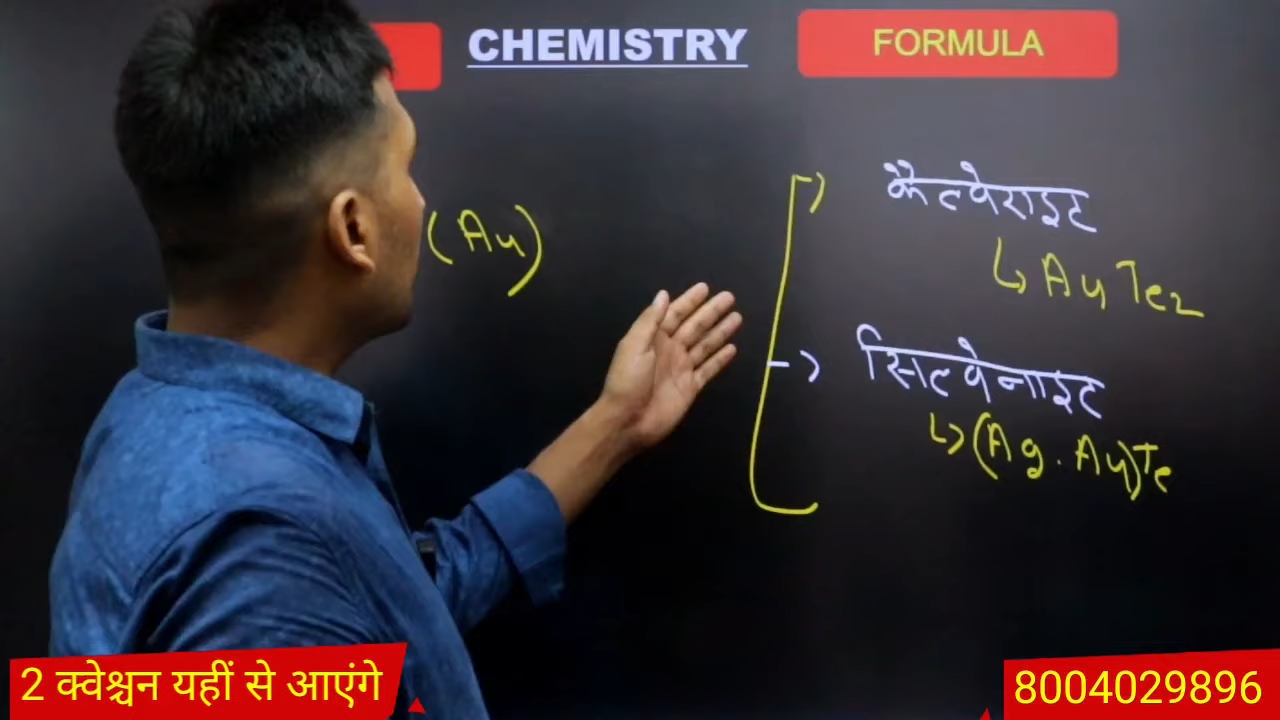 CHEMISTRY
FORMULA
(Au)
कैल्वेराइट
↳ AuTe2
सिल्वेनाइट
↳ (Ag. Au)Te
2 क्वेश्चन यहीं से आएंगे
8004029896